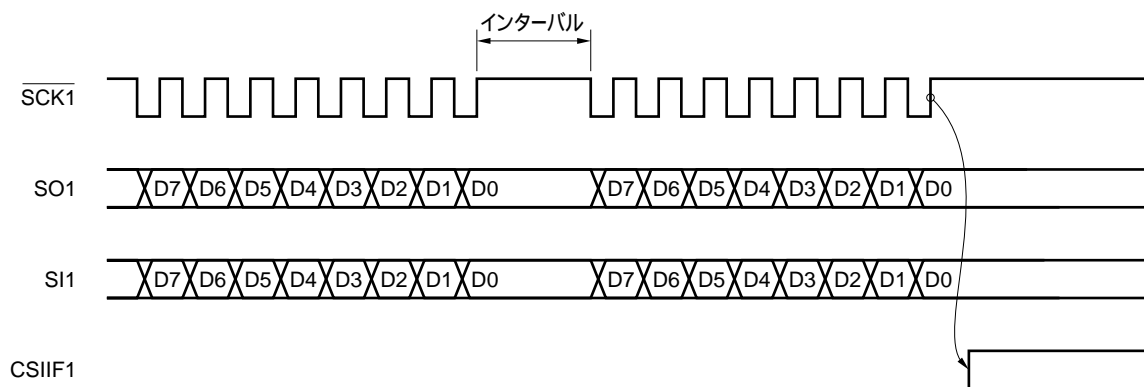 インターバル
SCK1
SO1 D7 D6 D5 D4 D3 D2 D1 D0 D7 D6 D5 D4 D3 D2 D1 D0
SI1 D7 D6 D5 D4 D3 D2 D1 D0 D7 D6 D5 D4 D3 D2 D1 D0
CSIIF1